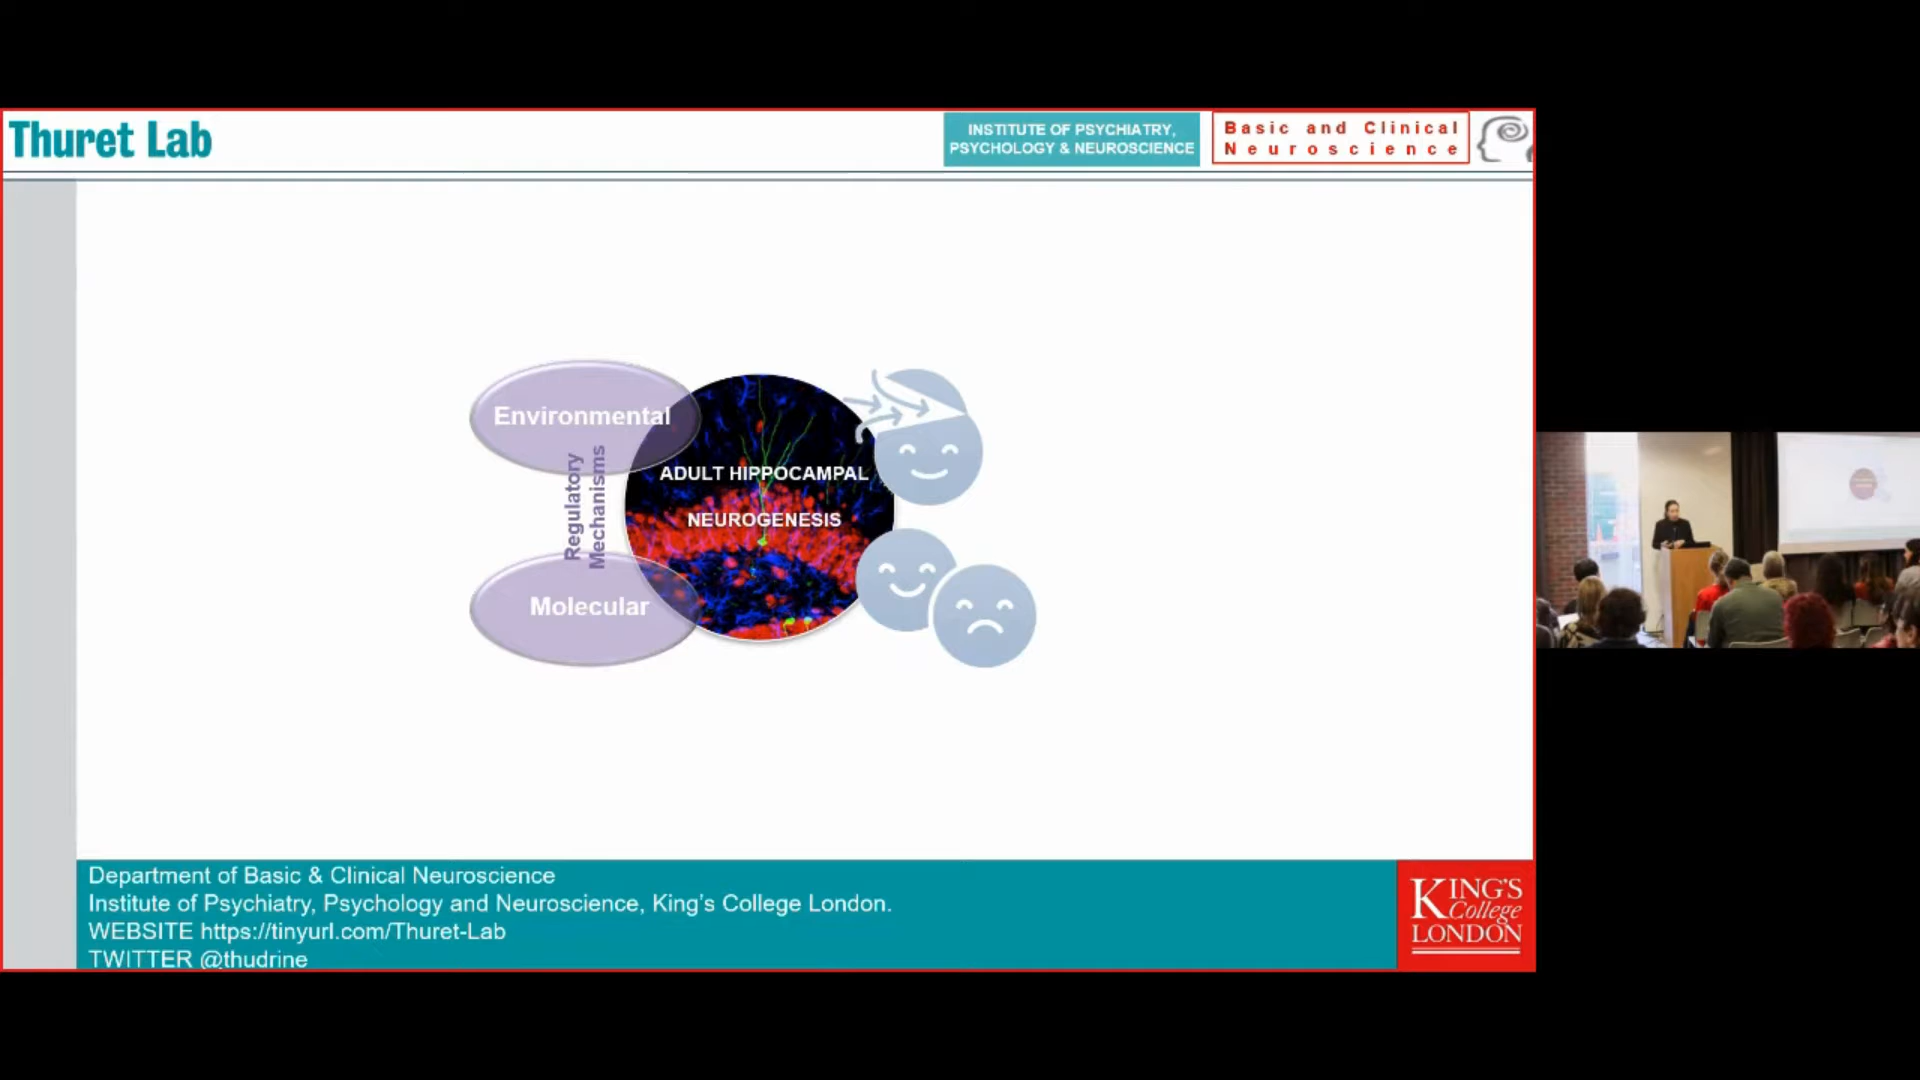 Thuret Lab
INSTITUTE OF PSYCHIATRY,
PSYCHOLOGY & NEUROSCIENCE
Basic and Clinical
Neuroscience
Environmental
Regulatory
Mechanisms
ADULT HIPPOCAMPAL
NEUROGENESIS
Molecular
Department of Basic & Clinical Neuroscience
Institute of Psychiatry, Psychology and Neuroscience, King's College London.
WEBSITE https://tinyurl.com/Thuret-Lab
TWITTER @thudrine
KING'S
College
LONDON